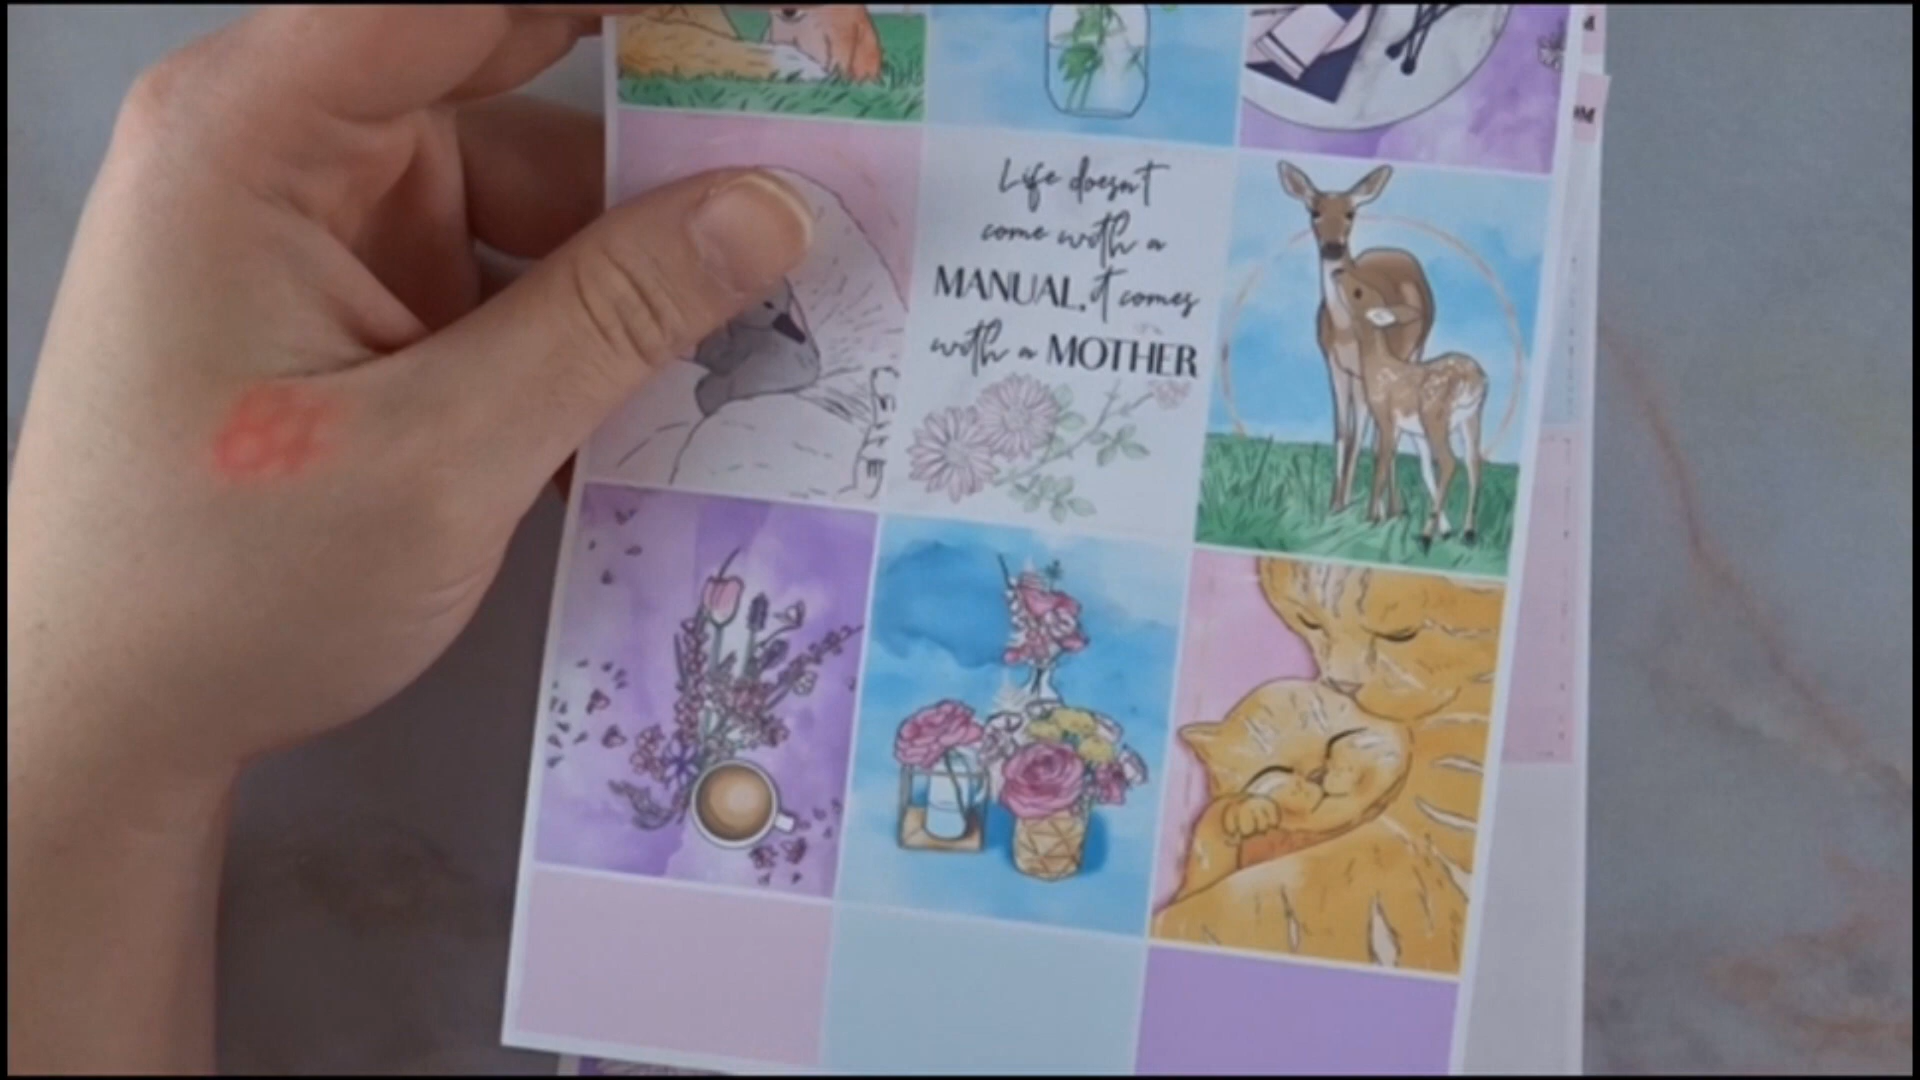 Life doesn't
come with a
MANUAL, it comes
with a MOTHER